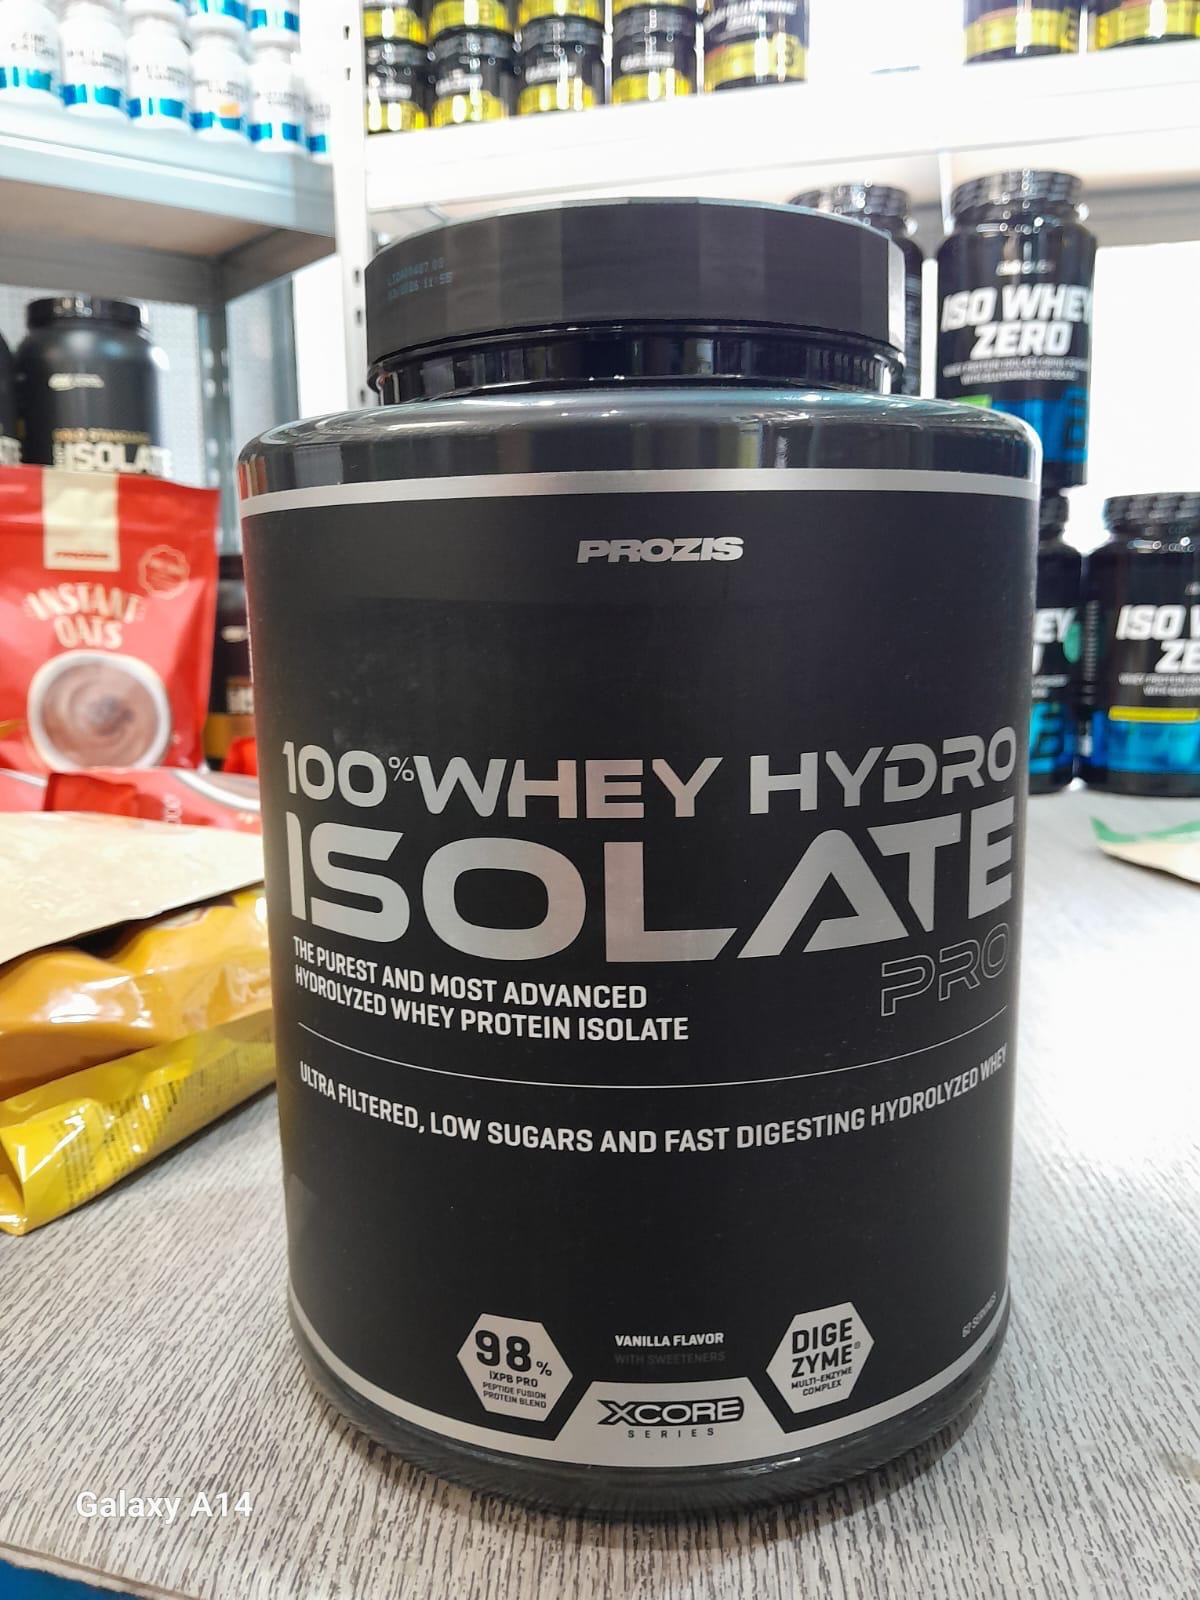 PROZIS
100% WHEY HYDRO
ISOLATE
PRO
THE PUREST AND MOST ADVANCED
HYDROLYZED WHEY PROTEIN ISOLATE
ULTRA FILTERED, LOW SUGARS AND FAST DIGESTING HYDROLYZED WHEY
98%
IXPB PRO
PEPTIDE FUSION
PROTEIN BLEND
VANILLA FLAVOR
WITH SWEETENERS
DIGE
ZYME®
MULTI-ENZYME
COMPLEX
XCORE
SERIES
ISO WHEY
ZERO
ISOLATE
PROZIS
INSTANT
OATS
ISO
Galaxy A14